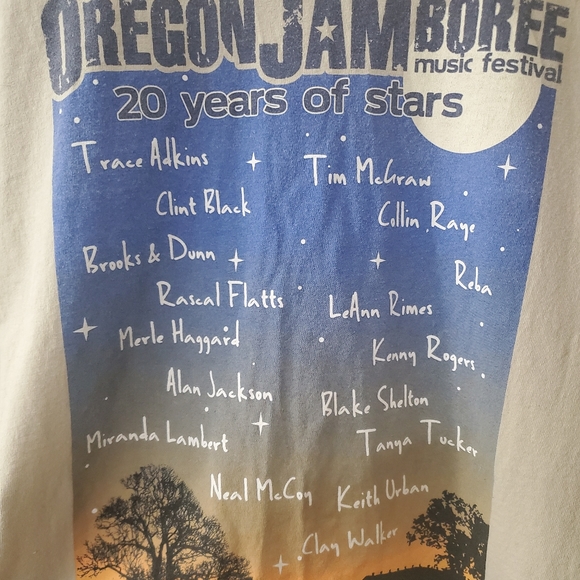 OREGON JAMBOREE
music festival
20 years of stars
Trace Adkins
Tim McGraw
Clint Black
Collin Raye
Brooks & Dunn
Reba
Rascal Flatts
LeAnn Rimes
Merle Haggard
Kenny Rogers
Alan Jackson
Blake Shelton
Miranda Lambert
Tanya Tucker
Neal McCoy
Keith Urban
Clay Walker